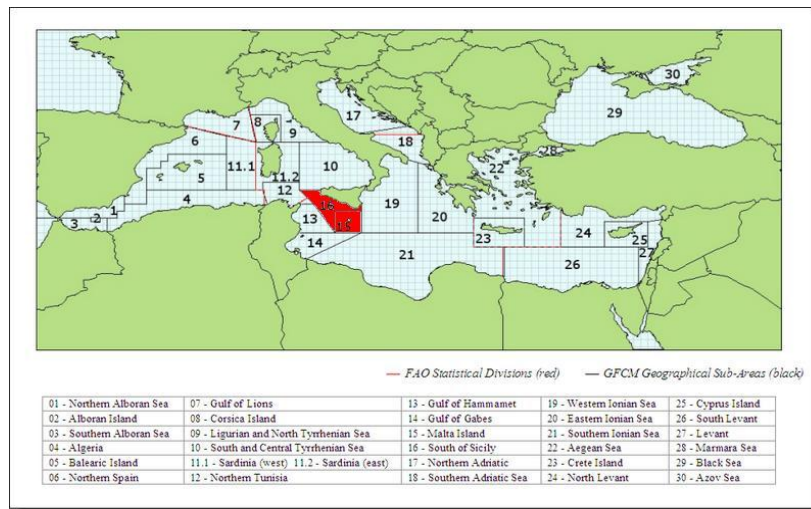 30
29
17
8
7
9
18
28
6
10
22
11.1
5
11.2
19
12
4
16
20
1
13
24
2
3
15
25
23
14
27
21
26
FAO Statistical Divisions (red)
GFCM Geographical Sub-Areas (black)
01 - Northern Alboran Sea
07 - Gulf of Lions
13 - Gulf of Hammamet
19 - Western Ionian Sea
25 - Cyprus Island
02 - Alboran Island
08 - Corsica Island
14 - Gulf of Gabes
20 - Eastern Ionian Sea
26 - South Levant
03 - Southern Alboran Sea
09 - Ligurian and North Tyrrhenian Sea
15 - Malta Island
21 - Southern Ionian Sea
27 - Levant
04 - Algeria
10 - South and Central Tyrrhenian Sea
16 - South of Sicily
22 - Aegean Sea
28 - Marmara Sea
05 - Balearic Island
11.1 - Sardinia (west) 11.2 - Sardinia (east)
17 - Northern Adriatic
23 - Crete Island
29 - Black Sea
06 - Northern Spain
12 - Northern Tunisia
18 - Southern Adriatic Sea
24 - North Levant
30 - Azov Sea